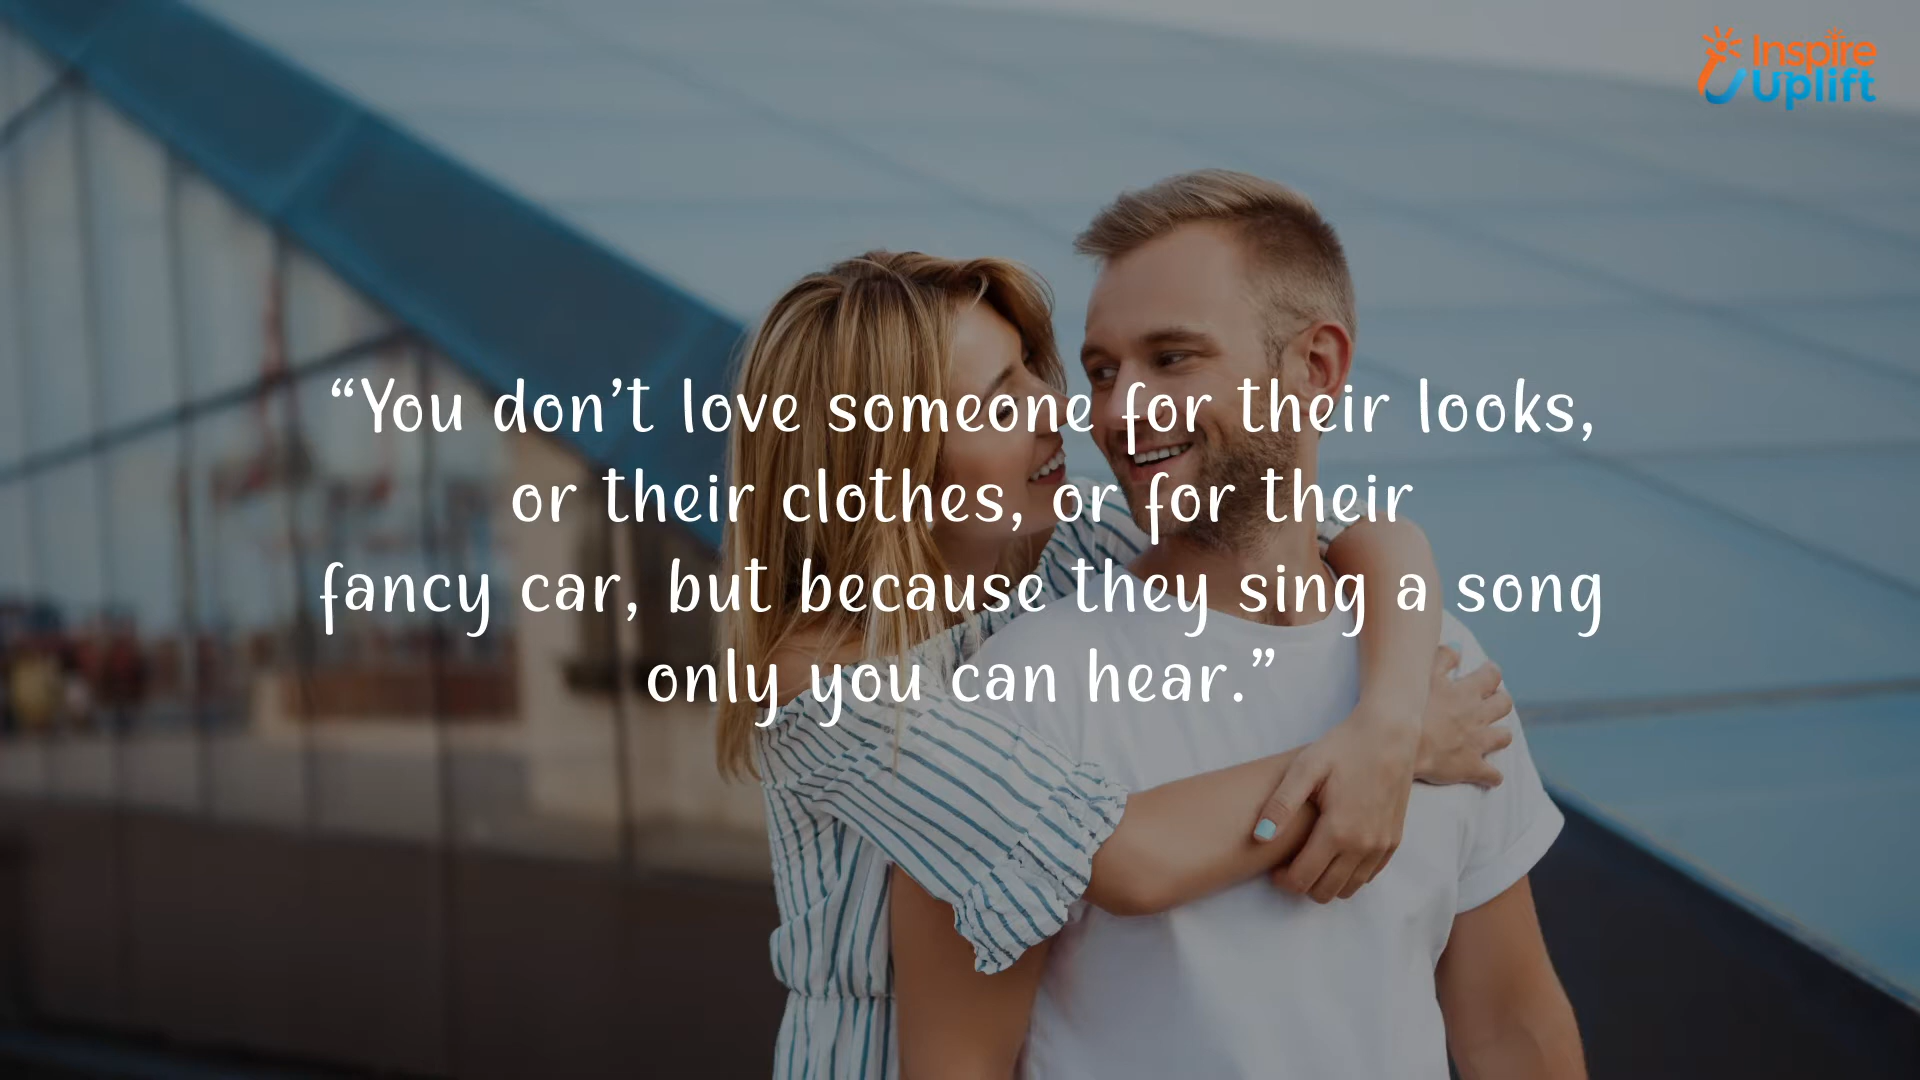 Inspire
Uplift
“You don’t love someone for their looks,
or their clothes, or for their
fancy car, but because they sing a song
only you can hear.”